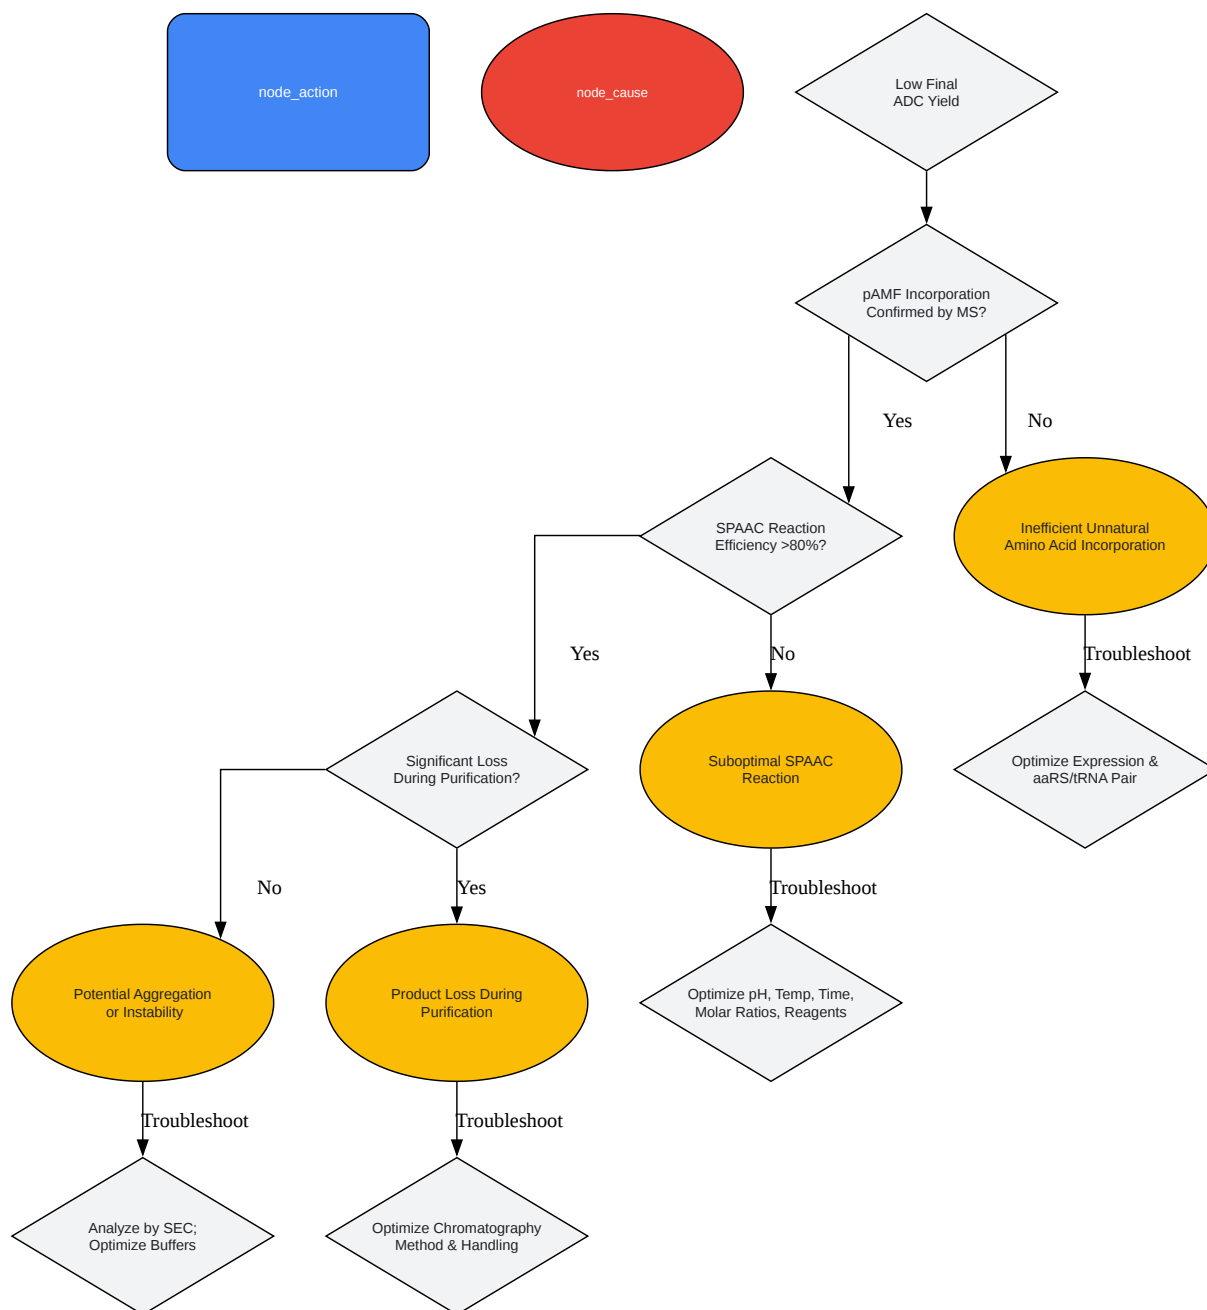 node_action
node_cause
Low Final
ADC Yield
pAMF Incorporation
Confirmed by MS?
Yes
No
SPAAC Reaction
Efficiency >80%?
Inefficient Unnatural
Amino Acid Incorporation
Yes
No
Troubleshoot
Significant Loss
During Purification?
Suboptimal SPAAC
Reaction
Optimize Expression &
aaRS/tRNA Pair
No
Yes
Troubleshoot
Potential Aggregation
or Instability
Product Loss During
Purification
Optimize pH, Temp, Time,
Molar Ratios, Reagents
Troubleshoot
Troubleshoot
Analyze by SEC;
Optimize Buffers
Optimize Chromatography
Method & Handling